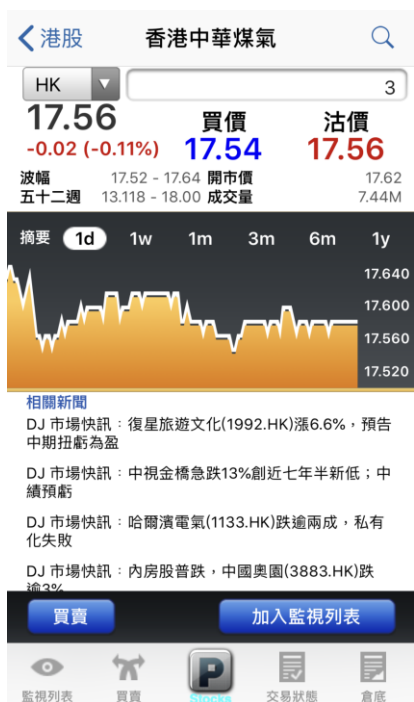 港股
香港中華煤氣
HK
3
17.56
買價
沽價
-0.02 (-0.11%)
17.54
17.56
波幅 17.52 - 17.64 開市價 17.62
五十二週 13.118 - 18.00 成交量 7.44M
摘要 1d 1w 1m 3m 6m 1y
17.640
17.600
17.560
17.520
相關新聞
DJ 市場快訊：復星旅遊文化(1992.HK)漲6.6%，預告
中期扭虧為盈
DJ 市場快訊：中視金橋急跌13%創近七年半新低；中
績預虧
DJ 市場快訊：哈爾濱電氣(1133.HK)跌逾兩成，私有
化失敗
DJ 市場快訊：內房股普跌，中國奧園(3883.HK)跌
逾3%
買賣
加入監視列表
P
監視列表 買賣 Stocks 交易狀態 倉底